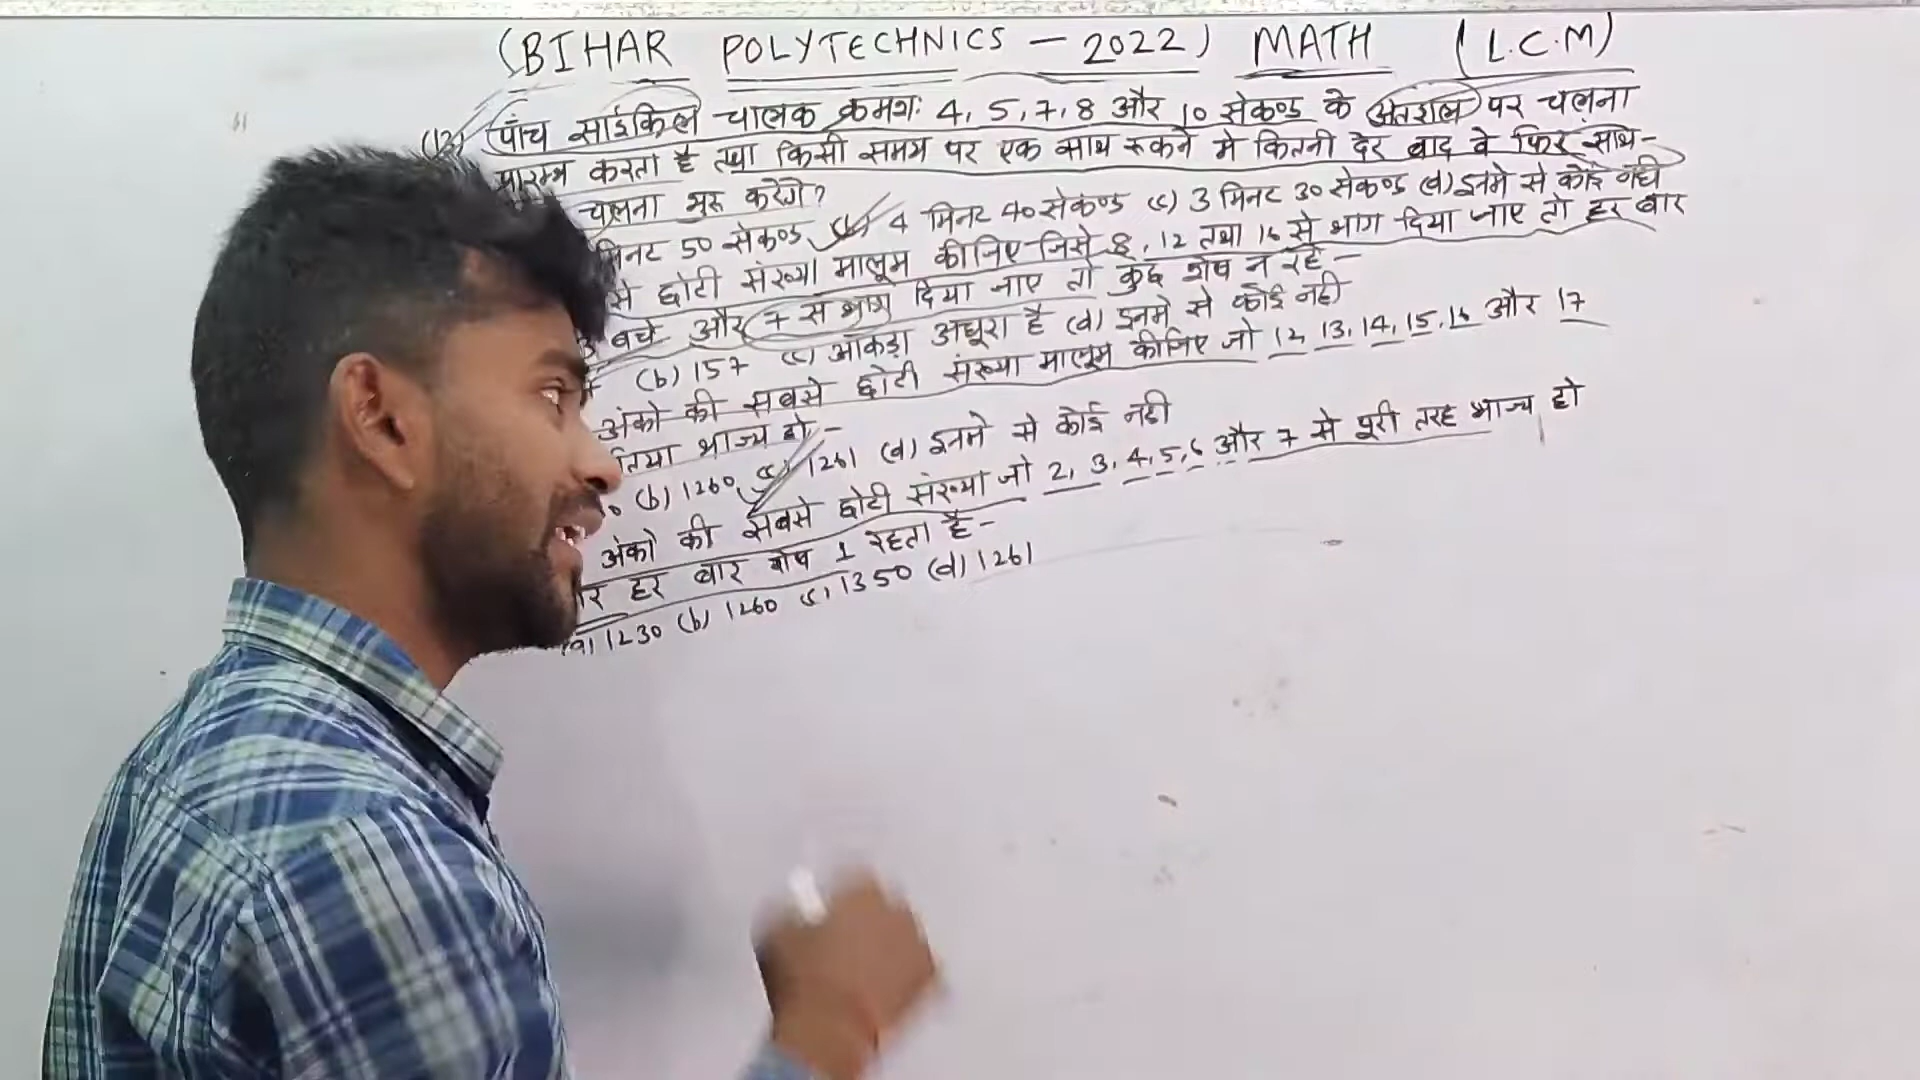 (BIHAR POLYTECHNICS - 2022) MATH (L.C.M)
(13) पाँच साईकिल चालक क्रमशः 4, 5, 7, 8 और 10 सेकण्ड के अंतराल पर चलना
प्रारम्भ करता है तथा किसी समय पर एक साथ रूकने मे कितनी देर बाद वे फिर साथ-
चलना शुरू करेंगे?
मिनट 50 सेकण्ड (b) 4 मिनट 40 सेकण्ड (c) 3 मिनट 30 सेकण्ड (d) इनमे से कोई नही
से छोटी संख्या मालूम कीजिए जिसे 8, 12 तथा 16 से भाग दिया जाए तो हर बार
3 बचे और 7 से भाग दिया जाए तो कुछ शेष न रहे -
7 (b) 157 (c) आँकड़ा अधूरा है (d) इनमे से कोई नही
अंको की सबसे छोटी संख्या मालूम कीजिए जो 12, 13, 14, 15, 16 और 17
भाज्य हो -
0 (b) 1260 (c) 1261 (d) इनमे से कोई नही
अंको की सबसे छोटी संख्या जो 2, 3, 4, 5, 6 और 7 से पूरी तरह भाज्य हो
हर बार शेष 1 रहता है -
(a) 1230 (b) 1260 (c) 1350 (d) 1261